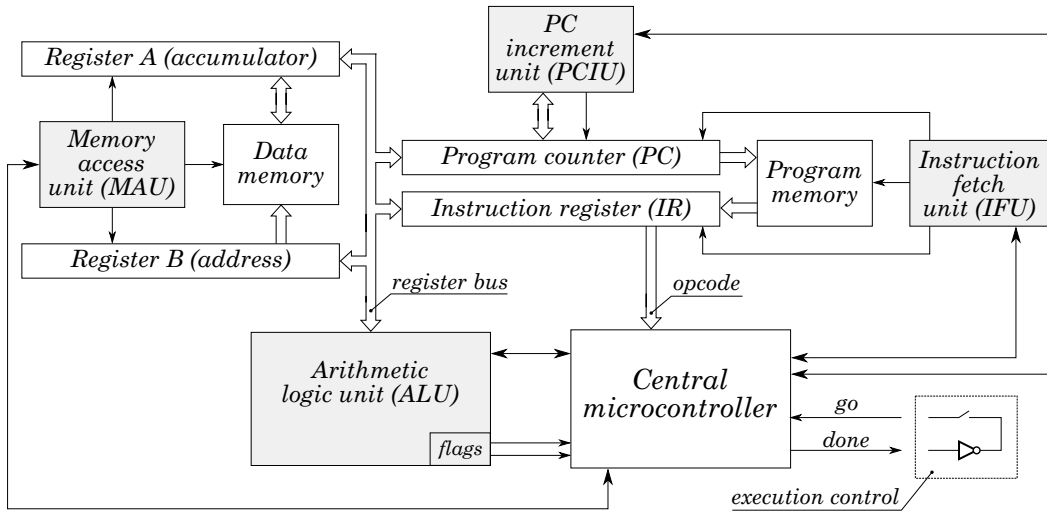 PC
increment
unit (PCIU)
Register A (accumulator)
Memory
access
unit (MAU)
Data
memory
Program counter (PC)
Program
memory
Instruction
fetch
unit (IFU)
Instruction register (IR)
Register B (address)
register bus
opcode
Arithmetic
logic unit (ALU)
flags
Central
microcontroller
go
done
execution control